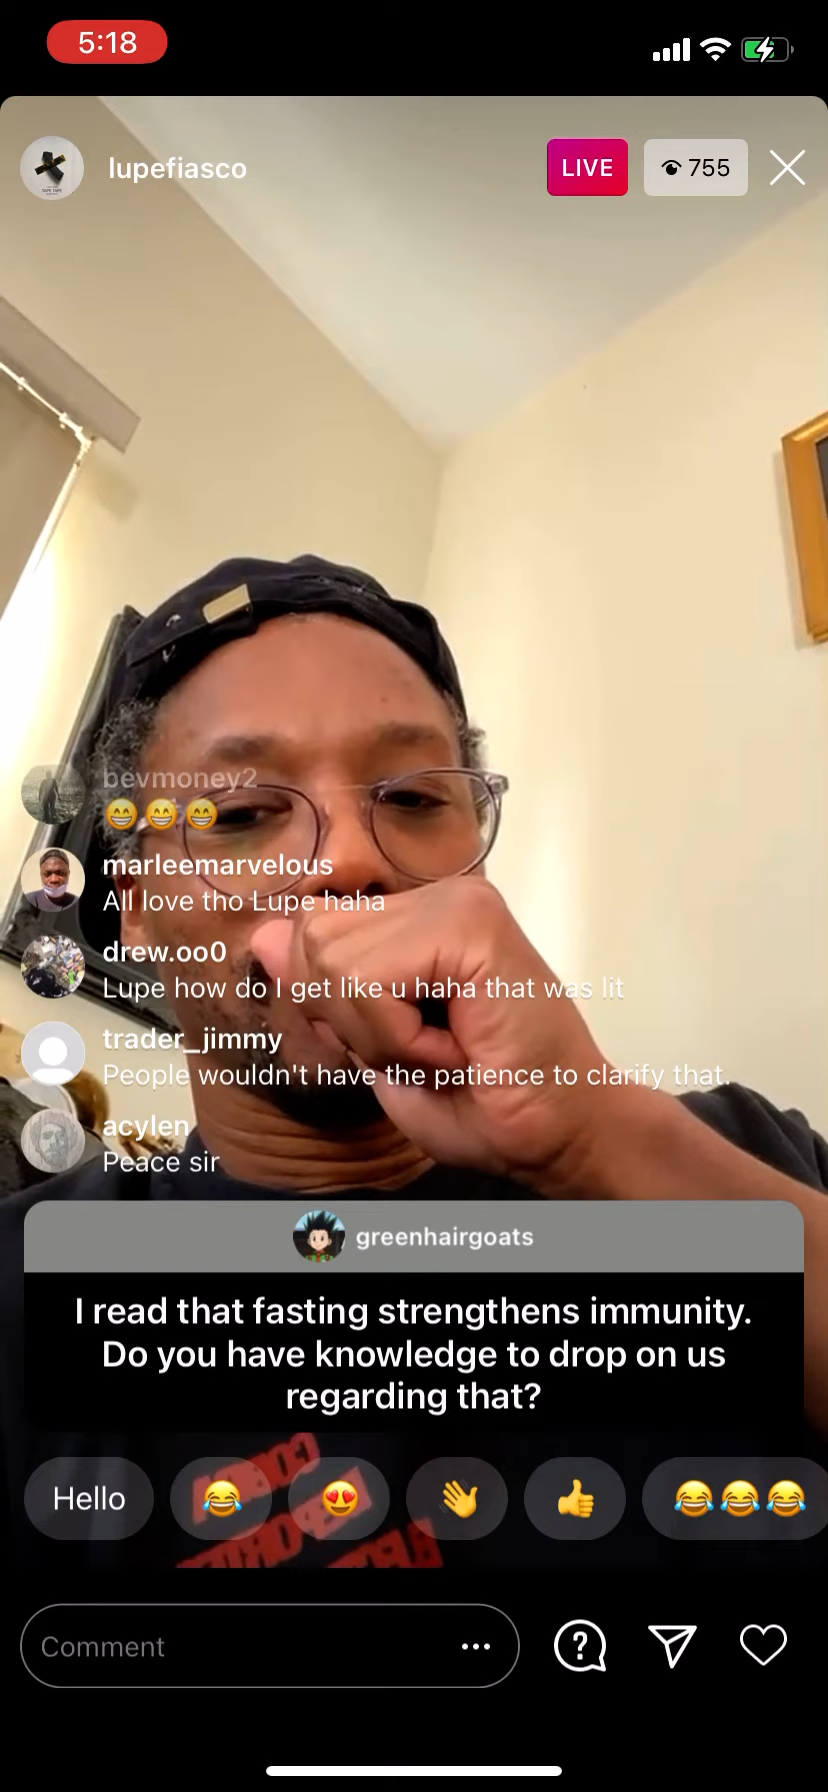 5:18
lupefiasco
LIVE
755
bevmoney2
😁😁😁
marleemarvelous
All love tho Lupe haha
drew.oo0
Lupe how do I get like u haha that was lit
trader_jimmy
People wouldn't have the patience to clarify that.
acylen
Peace sir
greenhairgoats
I read that fasting strengthens immunity.
Do you have knowledge to drop on us
regarding that?
Hello 😂 😍 👋 👍 😂😂😂
Comment